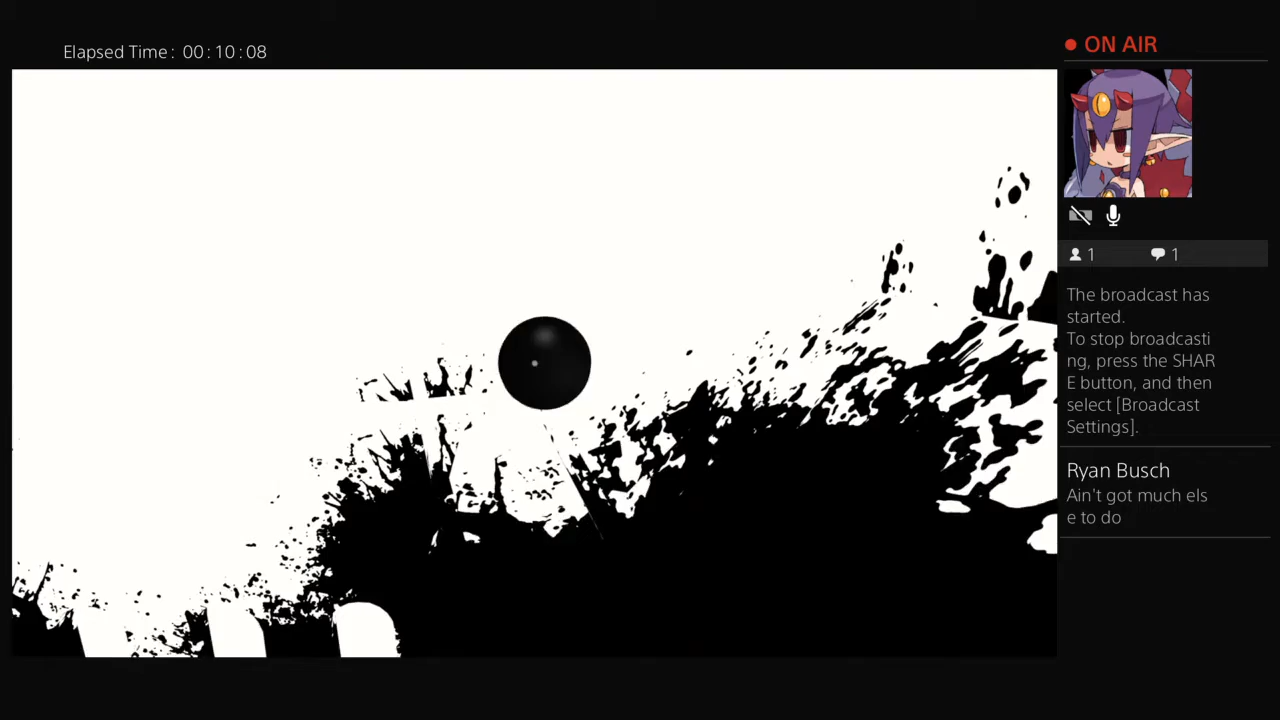 Elapsed Time: 00:10:08
ON AIR
1 1
The broadcast has
started.
To stop broadcasti
ng, press the SHAR
E button, and then
select [Broadcast
Settings].
Ryan Busch
Ain't got much els
e to do